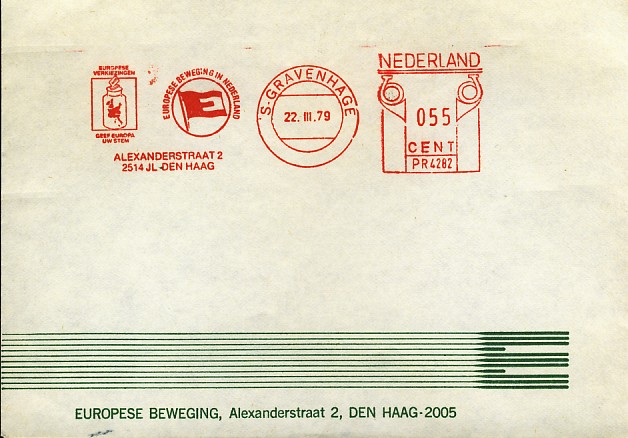 EUROPESE
VERKIEZINGEN
GEEF EUROPA
UW STEM
EUROPESE BEWEGING IN NEDERLAND
E
ALEXANDERSTRAAT 2
2514 JL-DEN HAAG
'S-GRAVENHAGE
22.III.79
NEDERLAND
055
CENT
PR4282
EUROPESE BEWEGING, Alexanderstraat 2, DEN HAAG-2005